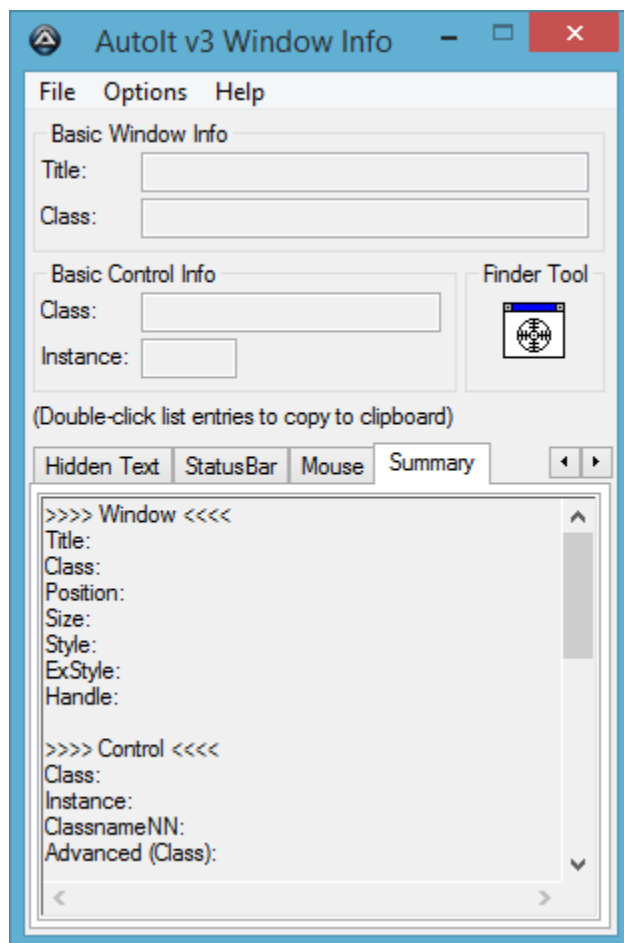 AutoIt v3 Window Info
File Options Help
Basic Window Info
Title:
Class:
Basic Control Info
Finder Tool
Class:
Instance:
(Double-click list entries to copy to clipboard)
Hidden Text StatusBar Mouse Summary
>>>> Window <<<<
Title:
Class:
Position:
Size:
Style:
ExStyle:
Handle:
>>>> Control <<<<
Class:
Instance:
ClassnameNN:
Advanced (Class):